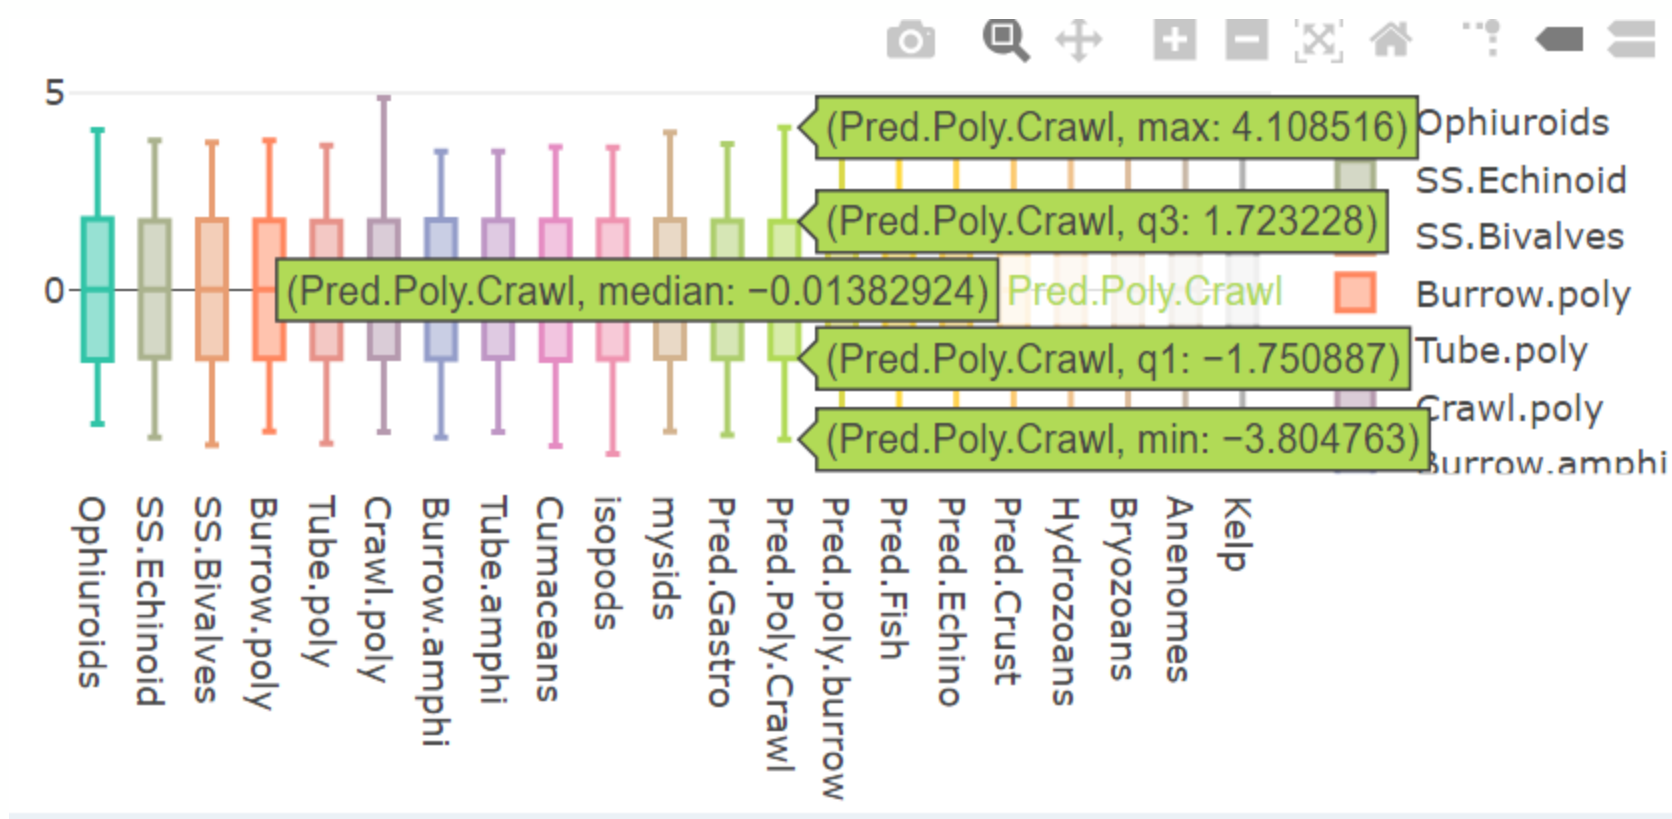 5
(Pred.Poly.Crawl, max: 4.108516)
Ophiuroids
SS.Echinoid
(Pred.Poly.Crawl, q3: 1.723228)
SS.Bivalves
0
(Pred.Poly.Crawl, median: −0.01382924)
Pred.Poly.Crawl
Burrow.poly
(Pred.Poly.Crawl, q1: −1.750887)
Tube.poly
Crawl.poly
(Pred.Poly.Crawl, min: −3.804763)
Burrow.amphi
Ophiuroids
SS.Echinoid
SS.Bivalves
Burrow.poly
Tube.poly
Crawl.poly
Burrow.amphi
Tube.amphi
Cumaceans
isopods
mysids
Pred.Gastro
Pred.Poly.Crawl
Pred.poly.burrow
Pred.Fish
Pred.Echino
Pred.Crust
Hydrozoans
Bryozoans
Anenomes
Kelp